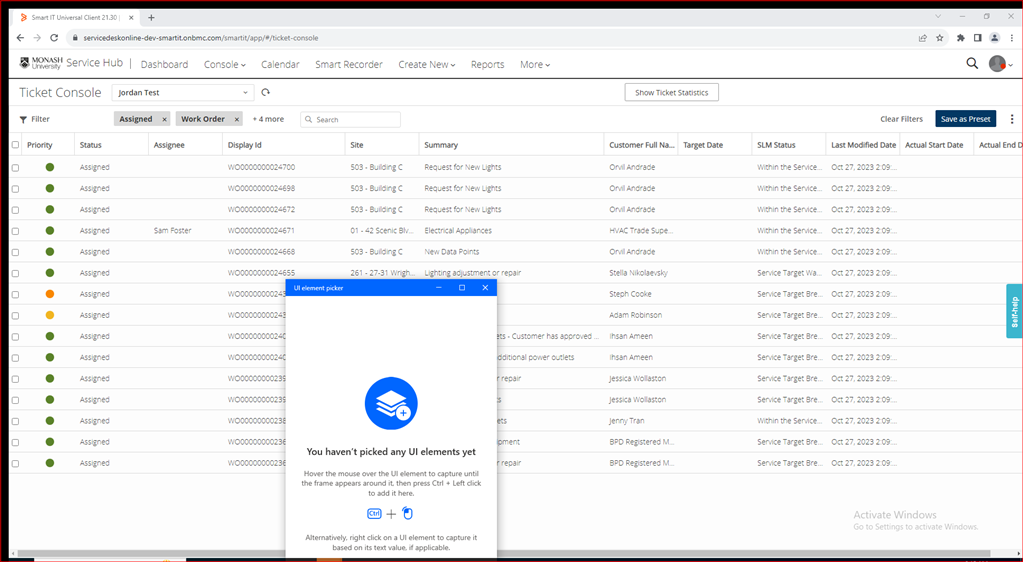 Smart IT Universal Client 21.30
servicedeskonline-dev-smartit.onbmc.com/smartit/app/#/ticket-console
MONASH University Service Hub Dashboard Console Calendar Smart Recorder Create New Reports More
Ticket Console Jordan Test Show Ticket Statistics
Filter Assigned × Work Order × + 4 more Search Clear Filters Save as Preset
Priority Status Assignee Display Id Site Summary Customer Full Na... Target Date SLM Status Last Modified Date Actual Start Date Actual End D
Assigned WO0000000024700 503 - Building C Request for New Lights Orvil Andrade Within the Service... Oct 27, 2023 2:09:...
Assigned WO0000000024698 503 - Building C Request for New Lights Orvil Andrade Within the Service... Oct 27, 2023 2:09:...
Assigned WO0000000024672 503 - Building C Request for New Lights Orvil Andrade Within the Service... Oct 27, 2023 2:09:...
Assigned Sam Foster WO0000000024671 01 - 42 Scenic Blv... Electrical Appliances HVAC Trade Supe... Within the Service... Oct 27, 2023 2:09:...
Assigned WO0000000024668 503 - Building C New Data Points Orvil Andrade Within the Service... Oct 27, 2023 2:09:...
Assigned WO0000000024655 261 - 27-31 Wrigh... Lighting adjustment or repair Stella Nikolaevsky Service Target Wa... Oct 27, 2023 2:09:...
Assigned WO00000000243 Steph Cooke Service Target Bre... Oct 27, 2023 2:09:...
Assigned WO00000000243 Adam Robinson Service Target Bre... Oct 27, 2023 2:09:...
Assigned WO00000000240 ets - Customer has approved ... Ihsan Ameen Service Target Bre... Oct 27, 2023 2:09:...
Assigned WO00000000240 dditional power outlets Ihsan Ameen Service Target Bre... Oct 27, 2023 2:09:...
Assigned WO00000000239 r repair Jessica Wollaston Service Target Bre... Oct 27, 2023 2:09:...
Assigned WO00000000239 ts Jessica Wollaston Service Target Bre... Oct 27, 2023 2:09:...
Assigned WO00000000238 ets Jenny Tran Within the Service... Oct 27, 2023 2:09:...
Assigned WO00000000236 pment BPD Registered M... Service Target Bre... Oct 27, 2023 2:09:...
Assigned WO00000000236 r repair BPD Registered M... Service Target Bre... Oct 27, 2023 2:09:...
UI element picker
You haven't picked any UI elements yet
Hover the mouse over the UI element to capture until
the frame appears around it, then press Ctrl + Left click
to add it here.
Ctrl +
Alternatively, right click on a UI element to capture it
based on its text value, if applicable.
Self-help
Activate Windows
Go to Settings to activate Windows.